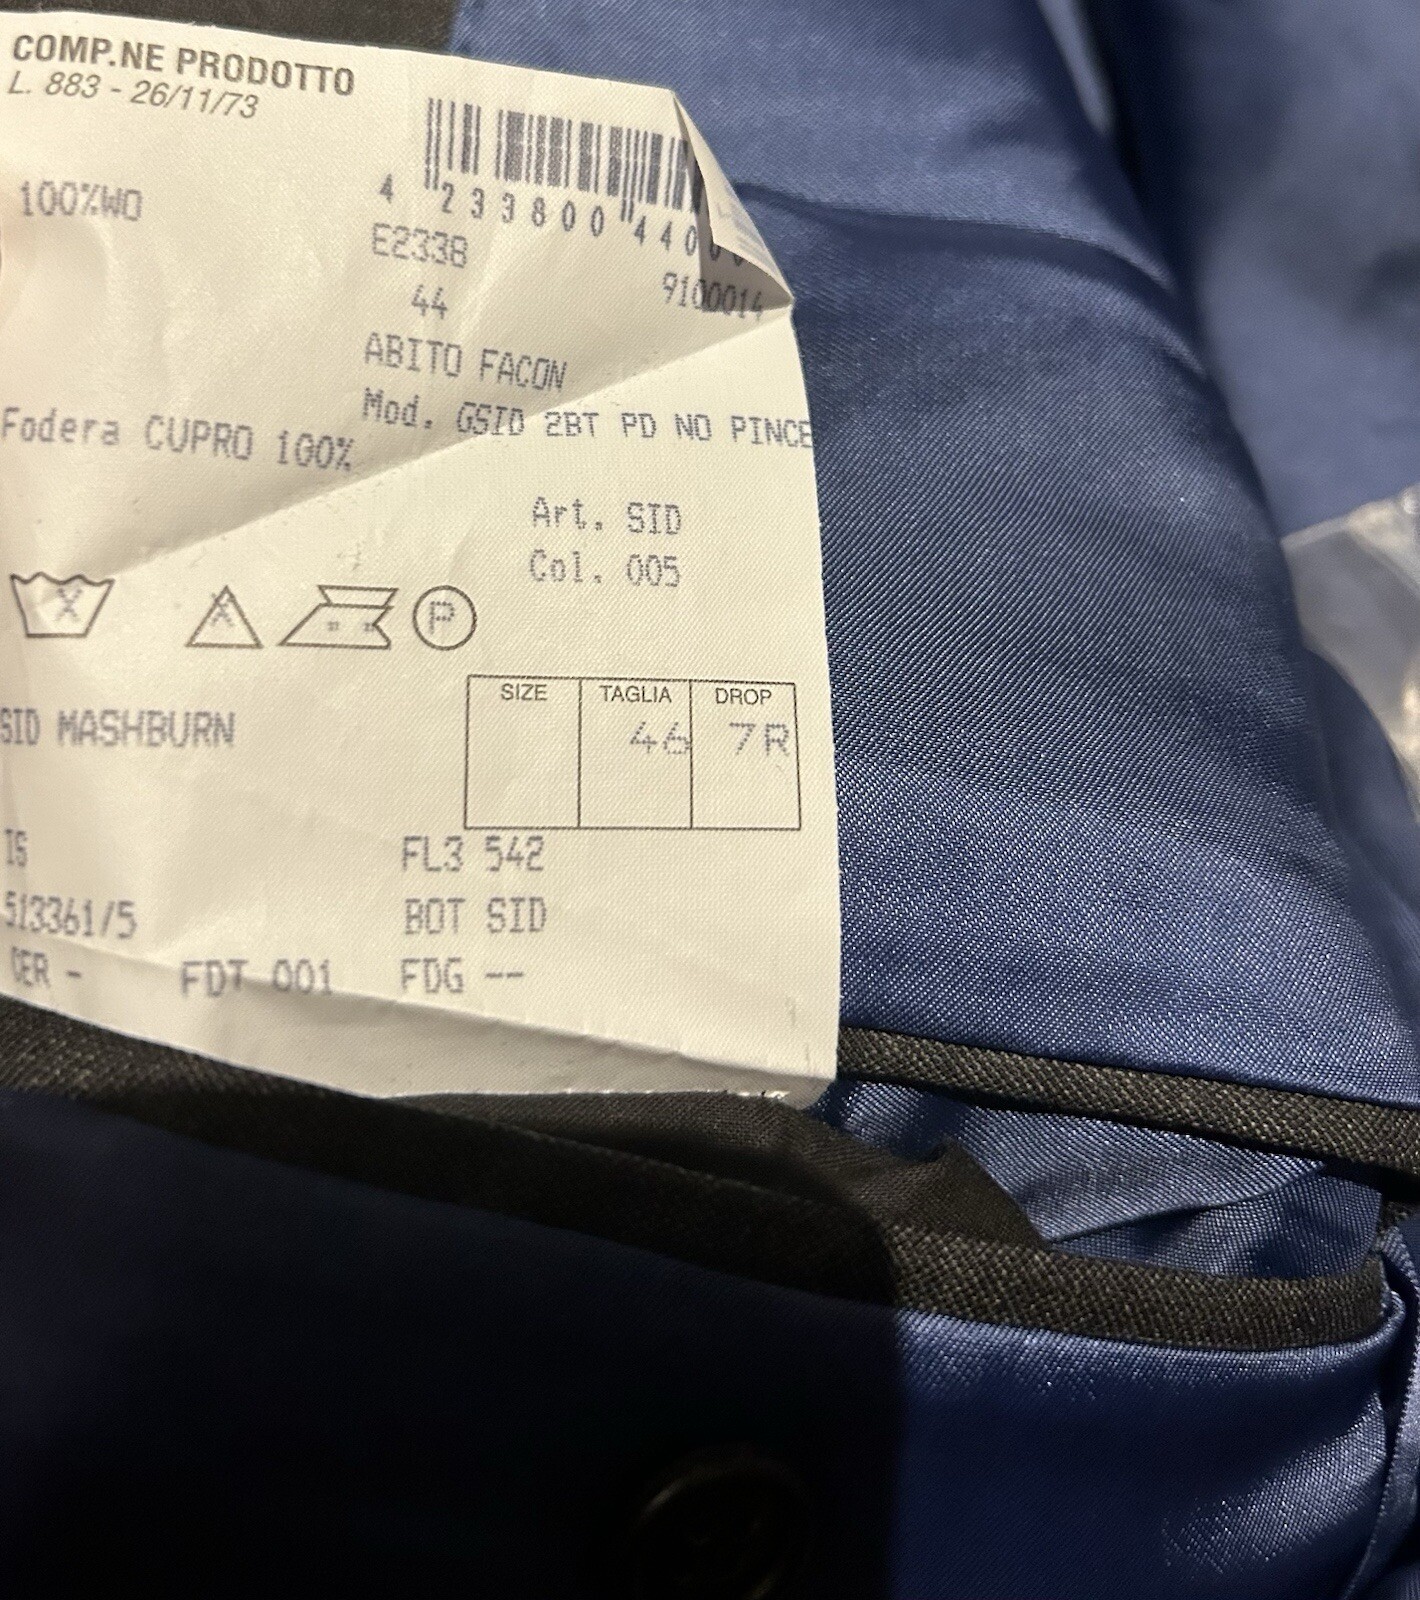 COMP.NE PRODOTTO
L. 883 - 26/11/73
100%WO
4 233800 440
E2338
44
9100014
ABITO FACON
Mod. GSID 2BT PD NO PINCE
Fodera CUPRO 100%
Art. SID
Col. 005
P
SIZE TAGLIA DROP
46 7R
SID MASHBURN
IS
FL3 542
513361/5
BOT SID
CER -
FDT 001
FDG --